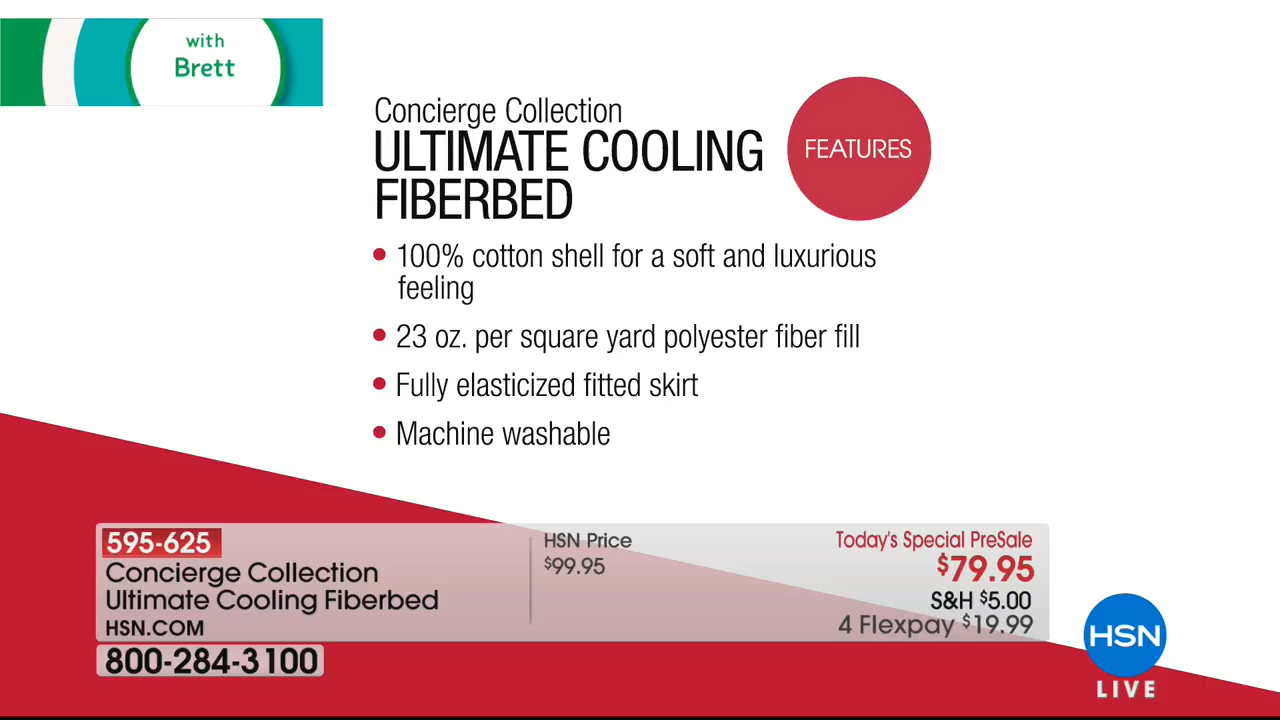 with
Brett
Concierge Collection
ULTIMATE COOLING
FIBERBED
FEATURES
• 100% cotton shell for a soft and luxurious
feeling
• 23 oz. per square yard polyester fiber fill
• Fully elasticized fitted skirt
• Machine washable
595-625
Concierge Collection
Ultimate Cooling Fiberbed
HSN.COM
HSN Price
$99.95
Today's Special PreSale
$79.95
S&H $5.00
4 Flexpay $19.99
800-284-3100
HSN
LIVE